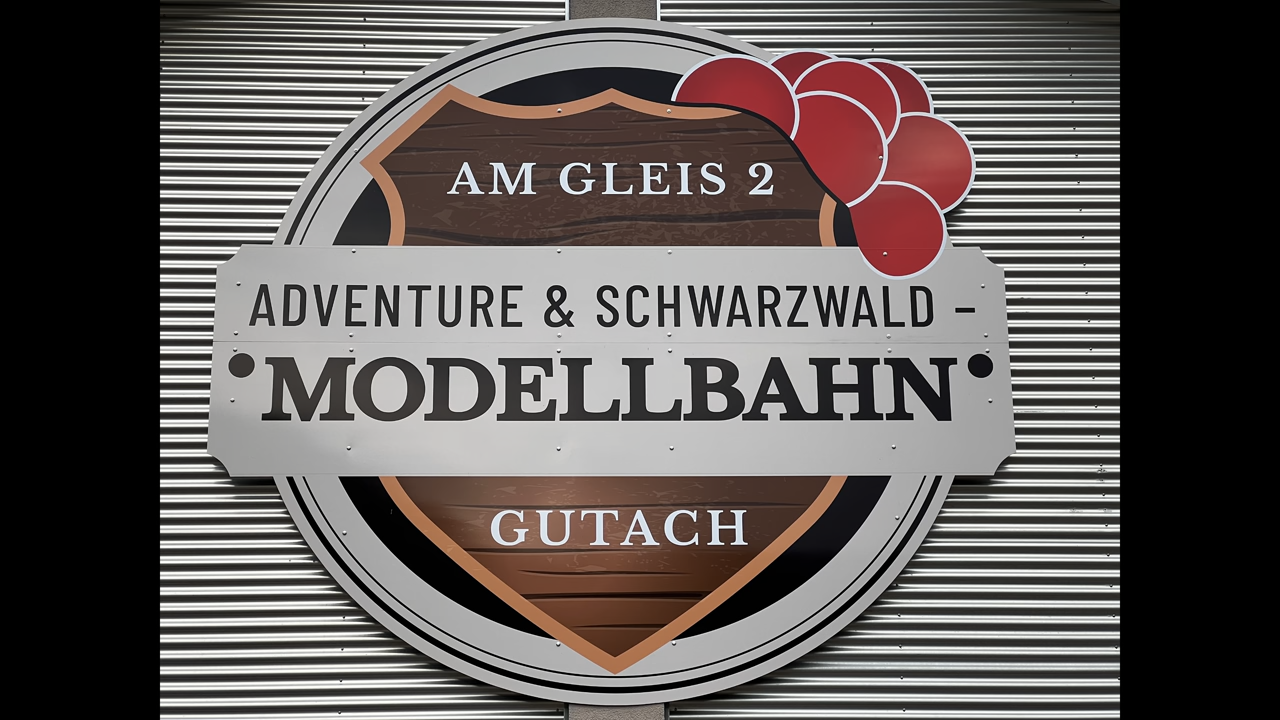 AM GLEIS 2
ADVENTURE & SCHWARZWALD –
•MODELLBAHN•
GUTACH